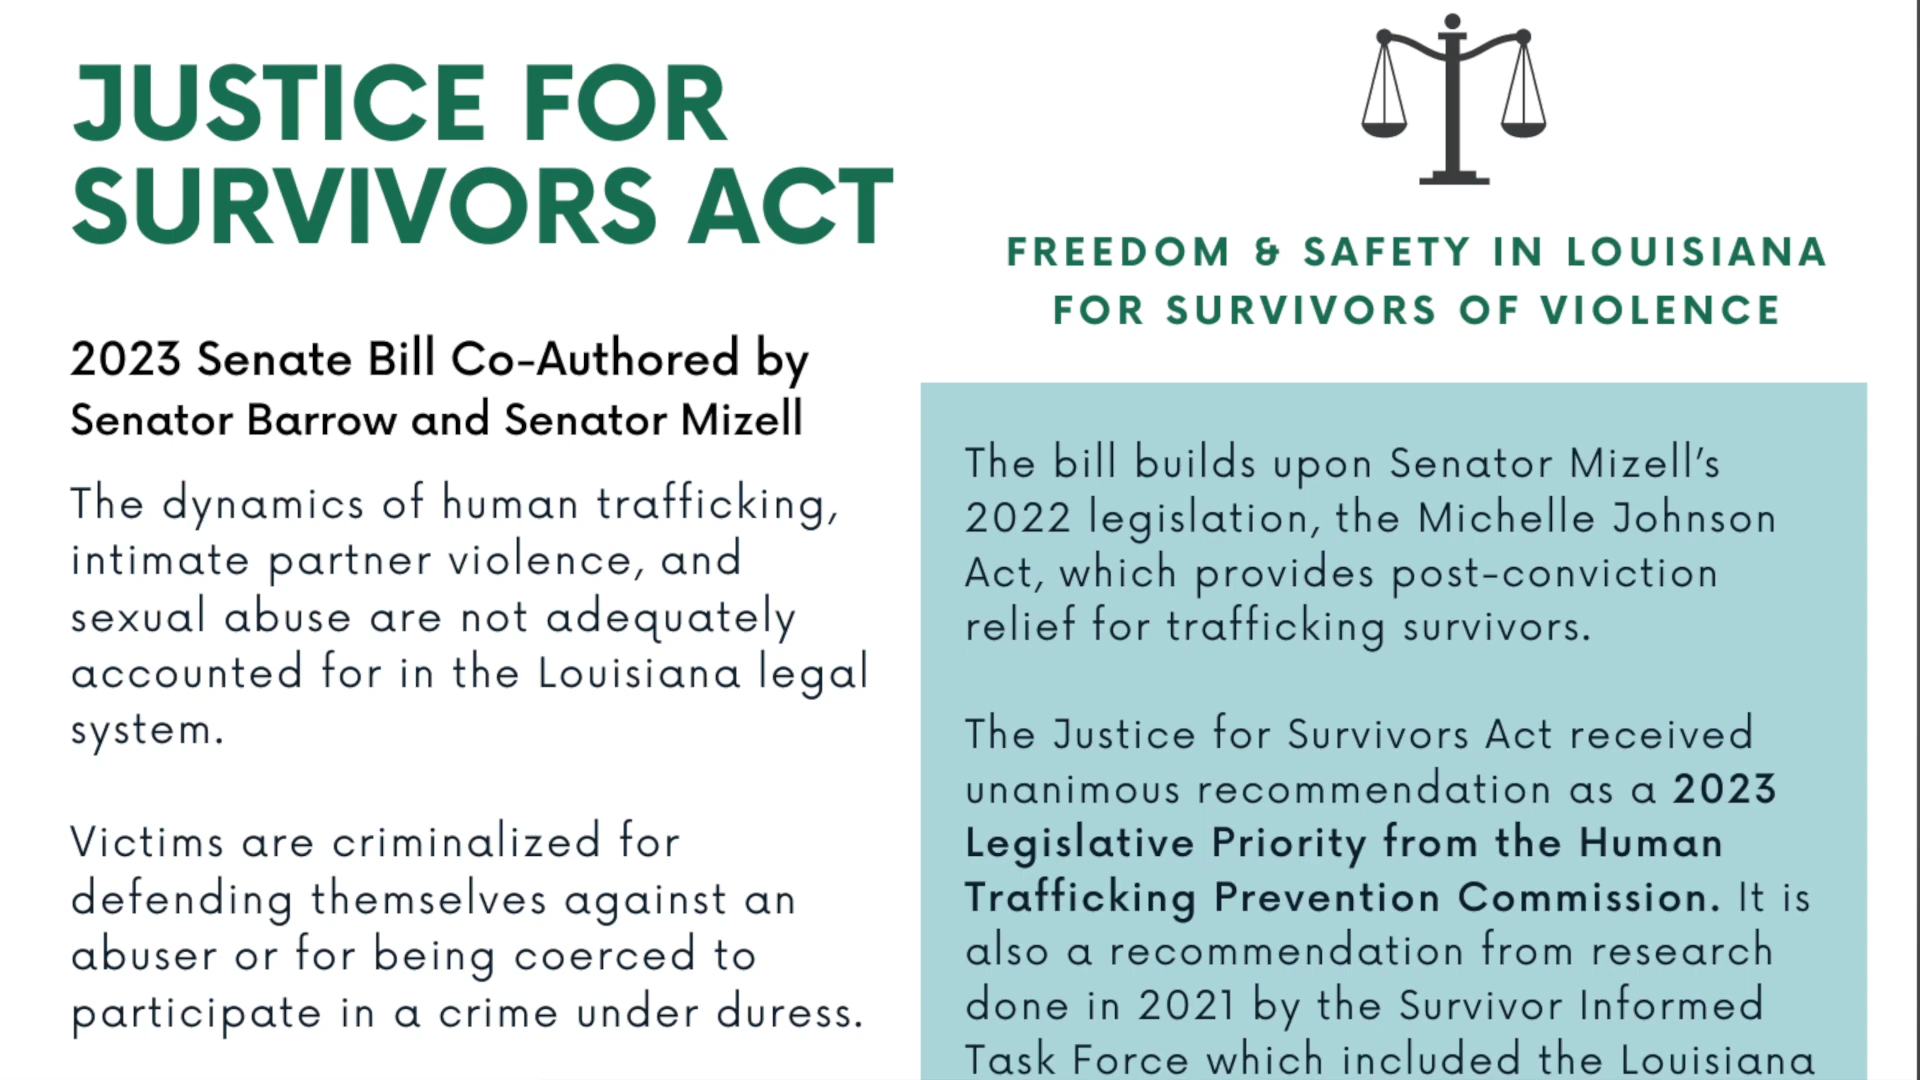 JUSTICE FOR
SURVIVORS ACT
2023 Senate Bill Co-Authored by
Senator Barrow and Senator Mizell
The dynamics of human trafficking,
intimate partner violence, and
sexual abuse are not adequately
accounted for in the Louisiana legal
system.
Victims are criminalized for
defending themselves against an
abuser or for being coerced to
participate in a crime under duress.
FREEDOM & SAFETY IN LOUISIANA
FOR SURVIVORS OF VIOLENCE
The bill builds upon Senator Mizell’s
2022 legislation, the Michelle Johnson
Act, which provides post-conviction
relief for trafficking survivors.
The Justice for Survivors Act received
unanimous recommendation as a 2023
Legislative Priority from the Human
Trafficking Prevention Commission. It is
also a recommendation from research
done in 2021 by the Survivor Informed
Task Force which included the Louisiana